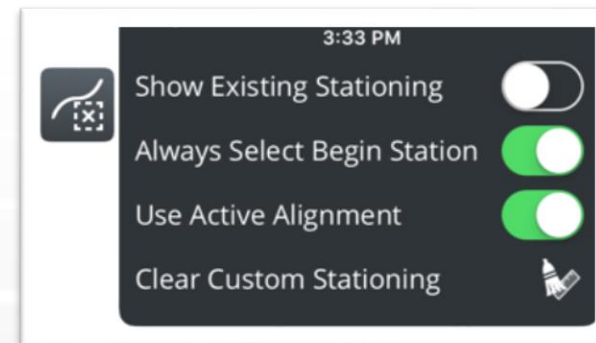 3:33 PM
Show Existing Stationing
Always Select Begin Station
Use Active Alignment
Clear Custom Stationing